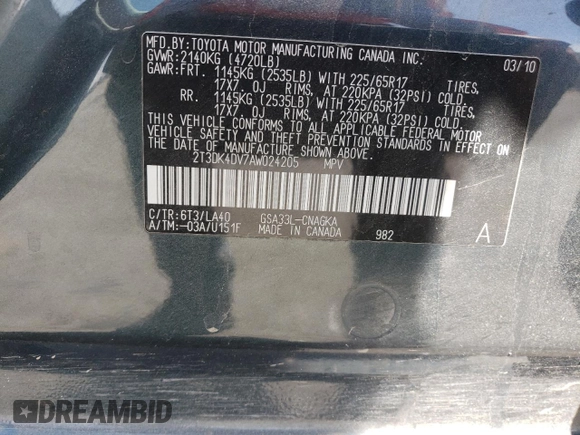 MFD.BY:TOYOTA MOTOR MANUFACTURING CANADA INC.
GVWR: 2140KG (4720LB) 03/10
GAWR:FRT. 1145KG (2535LB) WITH 225/65R17 TIRES,
17X7. OJ RIMS, AT 220KPA (32PSI) COLD.
RR. 1145KG (2535LB) WITH 225/65R17 TIRES,
17X7. OJ RIMS, AT 220KPA (32PSI) COLD.
THIS VEHICLE CONFORMS TO ALL APPLICABLE FEDERAL MOTOR
VEHICLE SAFETY AND THEFT PREVENTION STANDARDS IN EFFECT ON
THE DATE OF MANUFACTURE SHOWN ABOVE.
2T3DK4DV7AW024205 MPV
C/TR:6T3/LA40 GSA33L-CNAGKA
A/TM:-03A/U151F MADE IN CANADA 982 A
DREAMBID